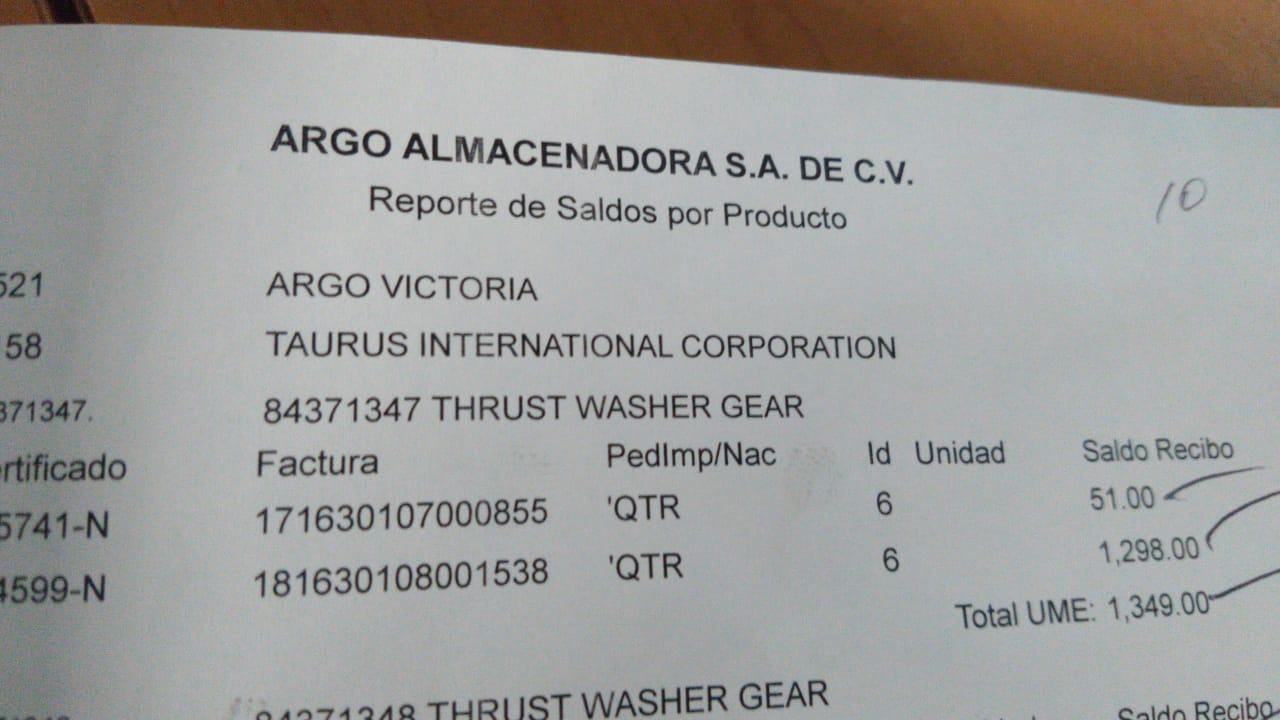 ARGO ALMACENADORA S.A. DE C.V.
Reporte de Saldos por Producto
10
521 ARGO VICTORIA
158 TAURUS INTERNATIONAL CORPORATION
371347. 84371347 THRUST WASHER GEAR
rtificado Factura PedImp/Nac Id Unidad Saldo Recibo
5741-N 171630107000855 'QTR 6 51.00
4599-N 181630108001538 'QTR 6 1,298.00
Total UME: 1,349.00
84371348 THRUST WASHER GEAR Saldo Recibo